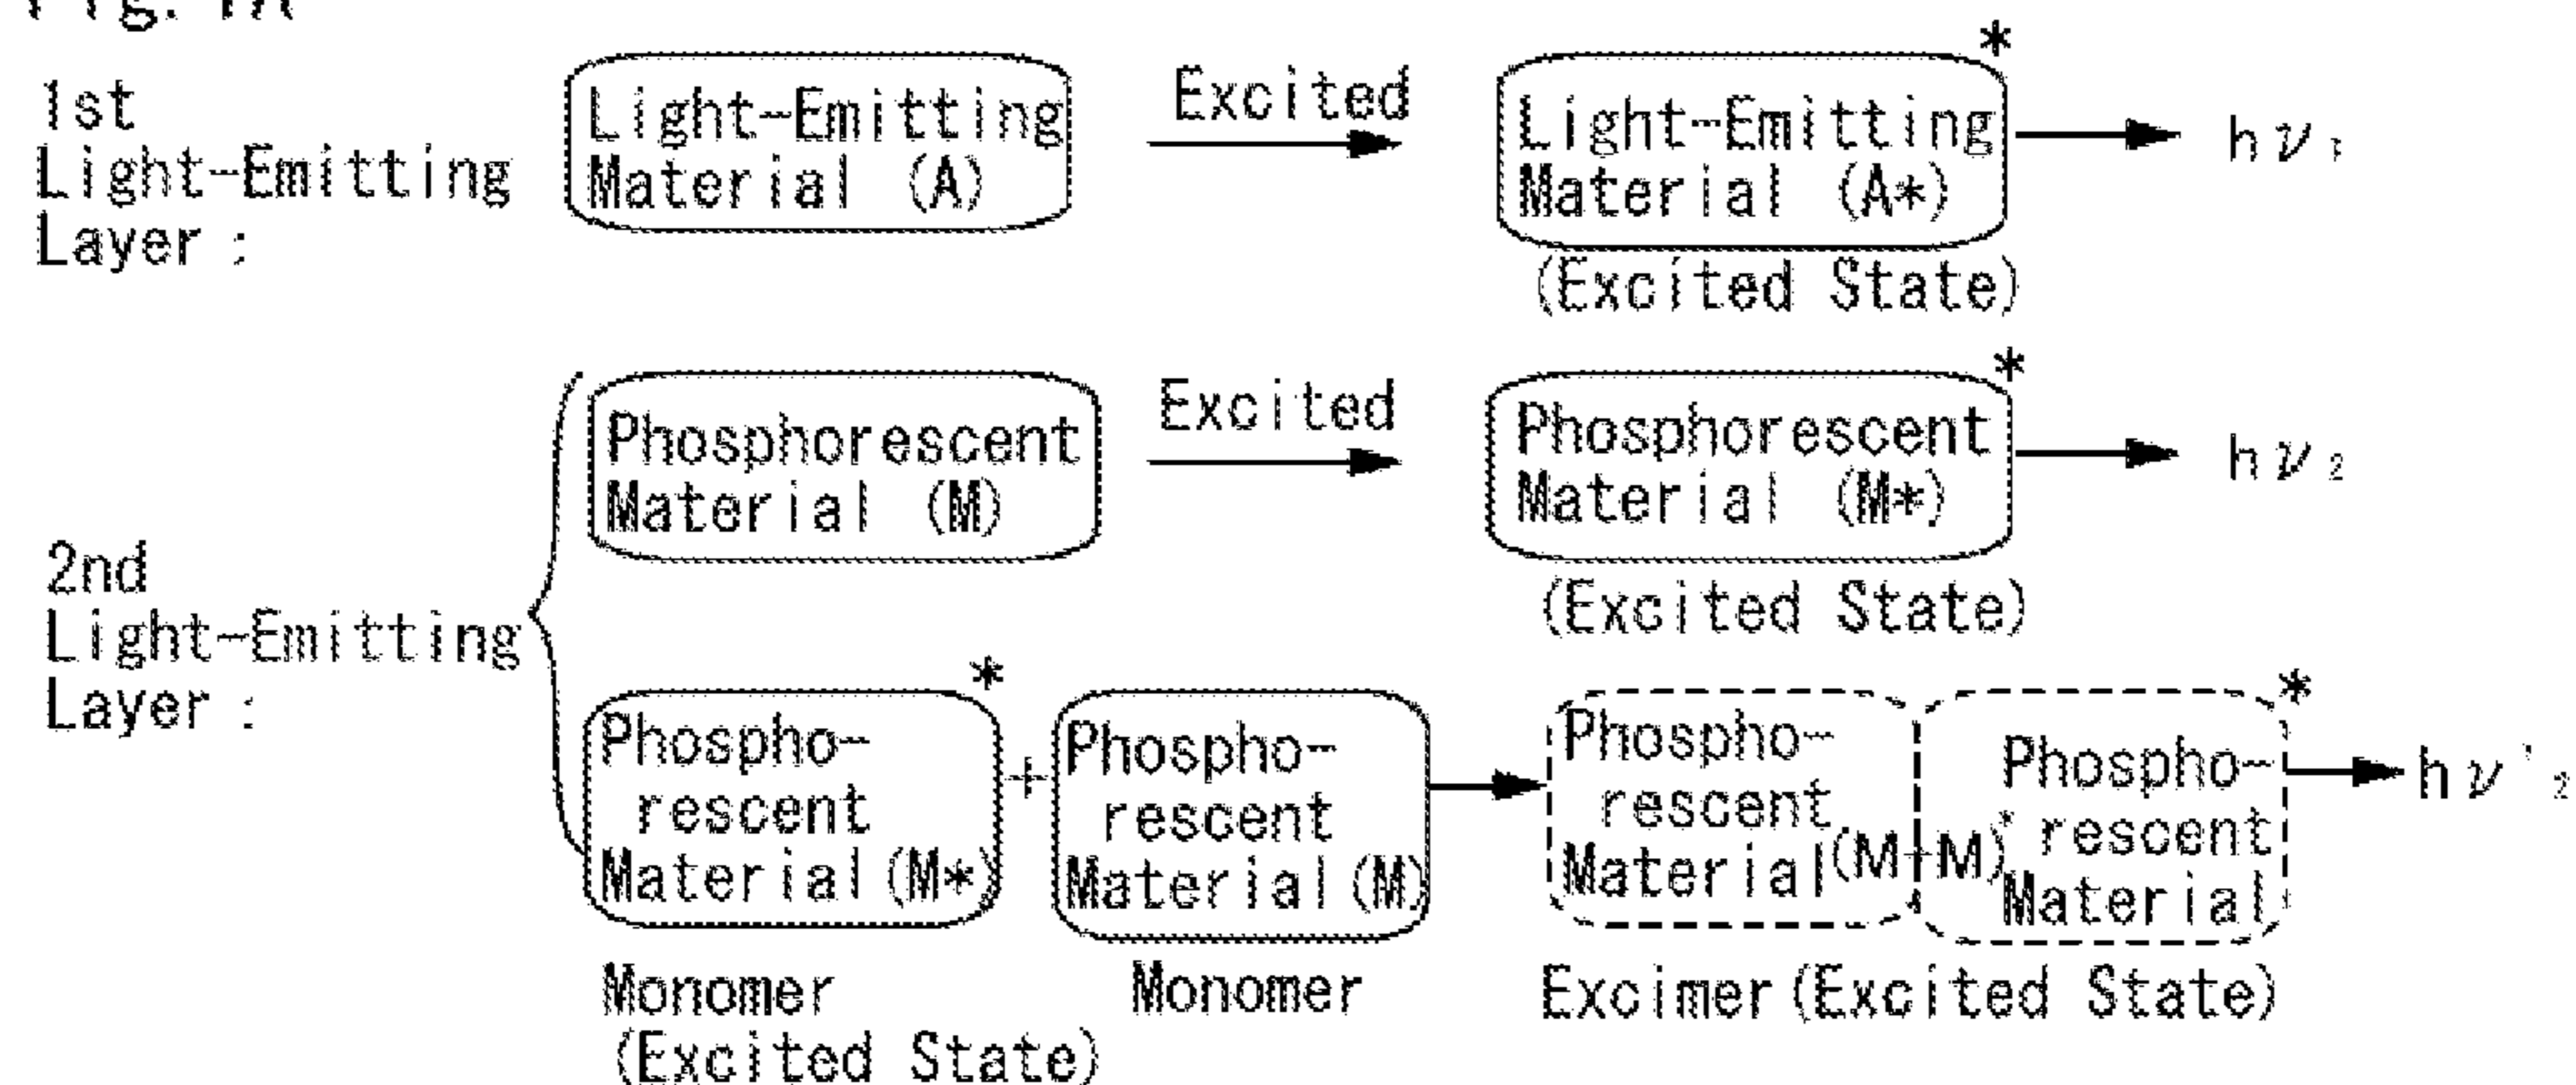 Fig. 1A
1st
Light-Emitting
Layer :
Light-Emitting
Material (A)
Excited
*
Light-Emitting
Material (A*)
(Excited State)
hν₁
2nd
Light-Emitting
Layer :
Phosphorescent
Material (M)
Excited
*
Phosphorescent
Material (M*)
(Excited State)
hν₂
*
Phospho-
rescent
Material (M*)
Monomer
(Excited State)
+
Phospho-
rescent
Material (M)
Monomer
*
Phospho-
rescent
Material
(M+M)*
Phospho-
rescent
Material
Excimer (Excited State)
hν'₂